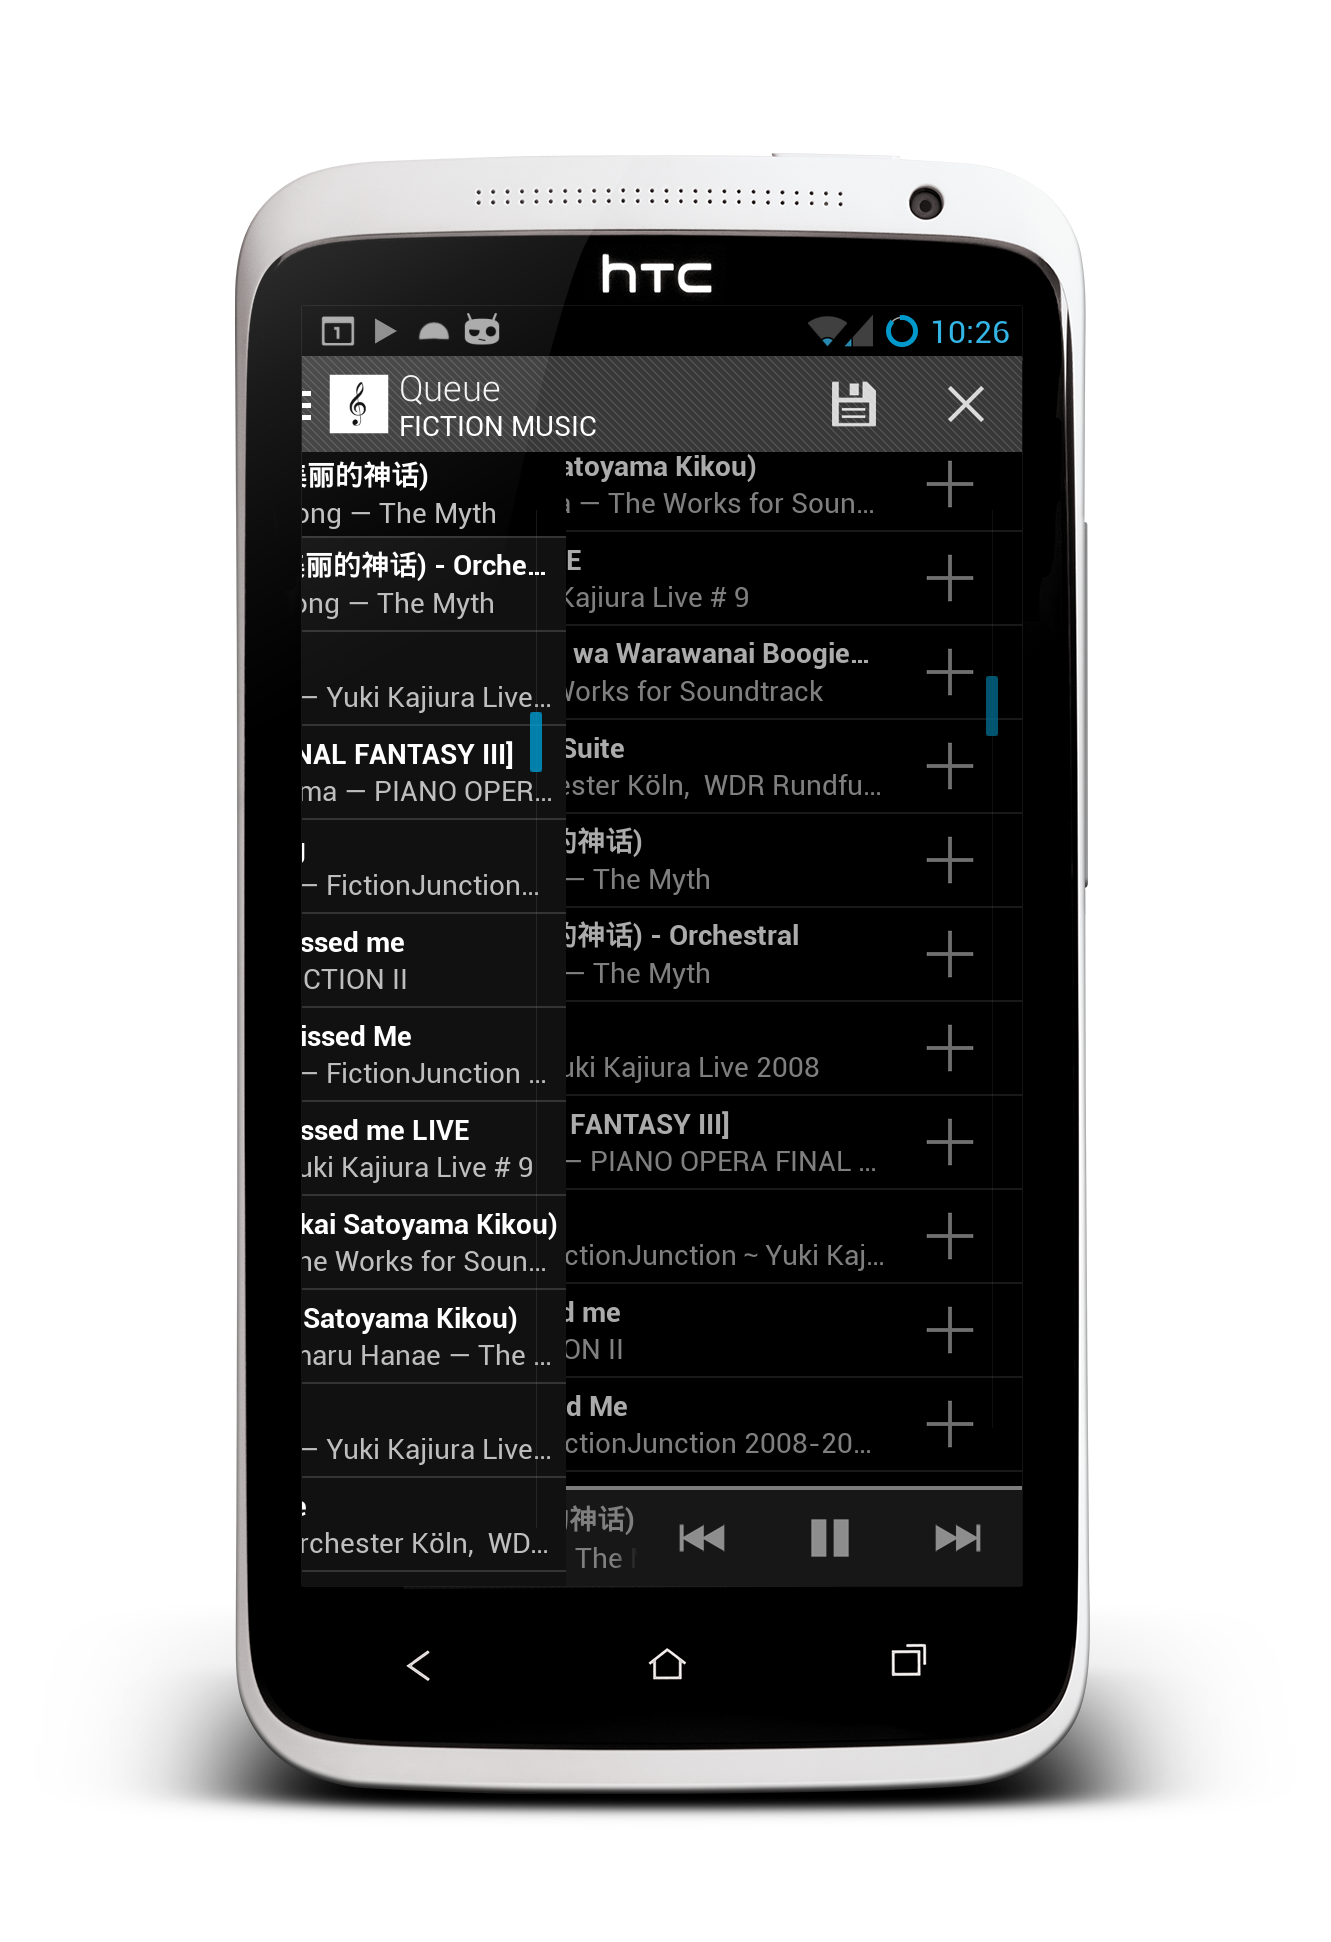 hTC
1
10:26
Queue
FICTION MUSIC
丽的神话)
ong — The Myth
丽的神话) - Orche...
ong — The Myth
— Yuki Kajiura Live...
NAL FANTASY III]
ma — PIANO OPER...
— FictionJunction...
ssed me
CTION II
issed Me
— FictionJunction ...
ssed me LIVE
uki Kajiura Live # 9
kai Satoyama Kikou)
he Works for Soun...
Satoyama Kikou)
maru Hanae — The ...
— Yuki Kajiura Live...
e
rchester Köln,  WD...
atoyama Kikou)
a — The Works for Soun...
E
Kajiura Live # 9
wa Warawanai Boogie...
Works for Soundtrack
Suite
ester Köln,  WDR Rundfu...
神话)
— The Myth
神话) - Orchestral
— The Myth
uki Kajiura Live 2008
FANTASY III]
— PIANO OPERA FINAL ...
ctionJunction ~ Yuki Kaj...
d me
ON II
d Me
ctionJunction 2008-20...
神话)
The